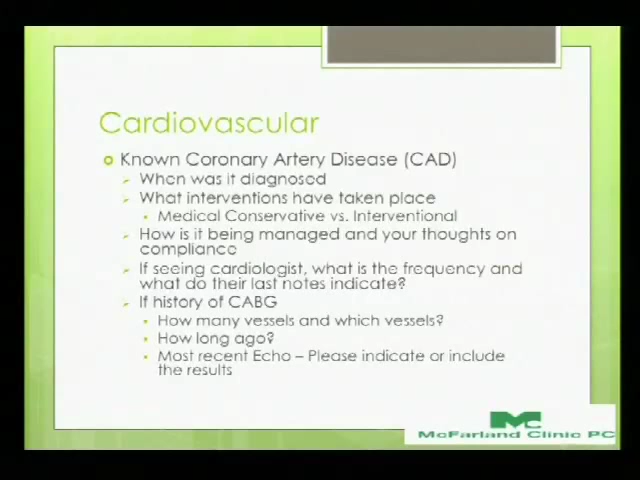 Cardiovascular
Known Coronary Artery Disease (CAD)
When was it diagnosed
What interventions have taken place
Medical Conservative vs. Interventional
How is it being managed and your thoughts on
compliance
If seeing cardiologist, what is the frequency and
what do their last notes indicate?
If history of CABG
How many vessels and which vessels?
How long ago?
Most recent Echo – Please indicate or include
the results
MC
McFarland Clinic PC